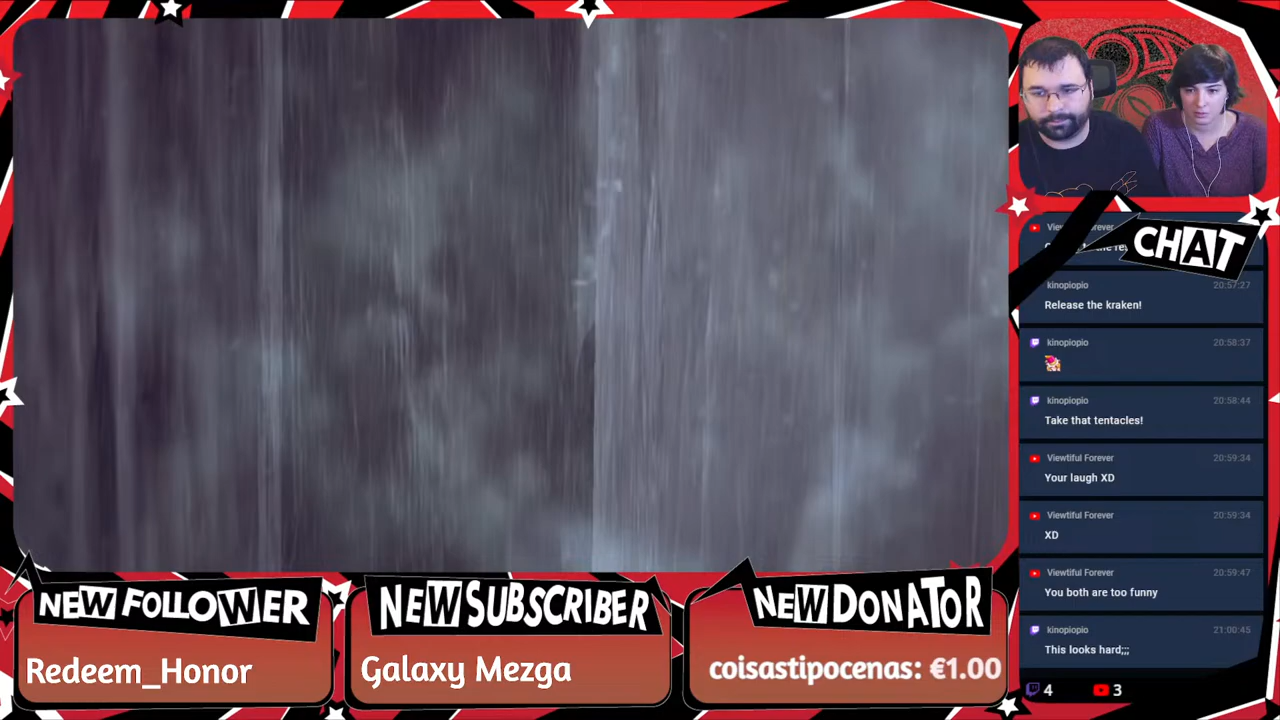 CHAT
kinopiopio 20:57:27
Release the kraken!
kinopiopio 20:58:37
kinopiopio 20:58:44
Take that tentacles!
Viewtiful Forever 20:59:34
Your laugh XD
Viewtiful Forever 20:59:34
XD
Viewtiful Forever 20:59:47
You both are too funny
kinopiopio 21:00:45
This looks hard;;;
4 3
NEW FOLLOWER
Redeem_Honor
NEW SUBSCRIBER
Galaxy Mezga
NEW DONATOR
coisastipocenas: €1.00